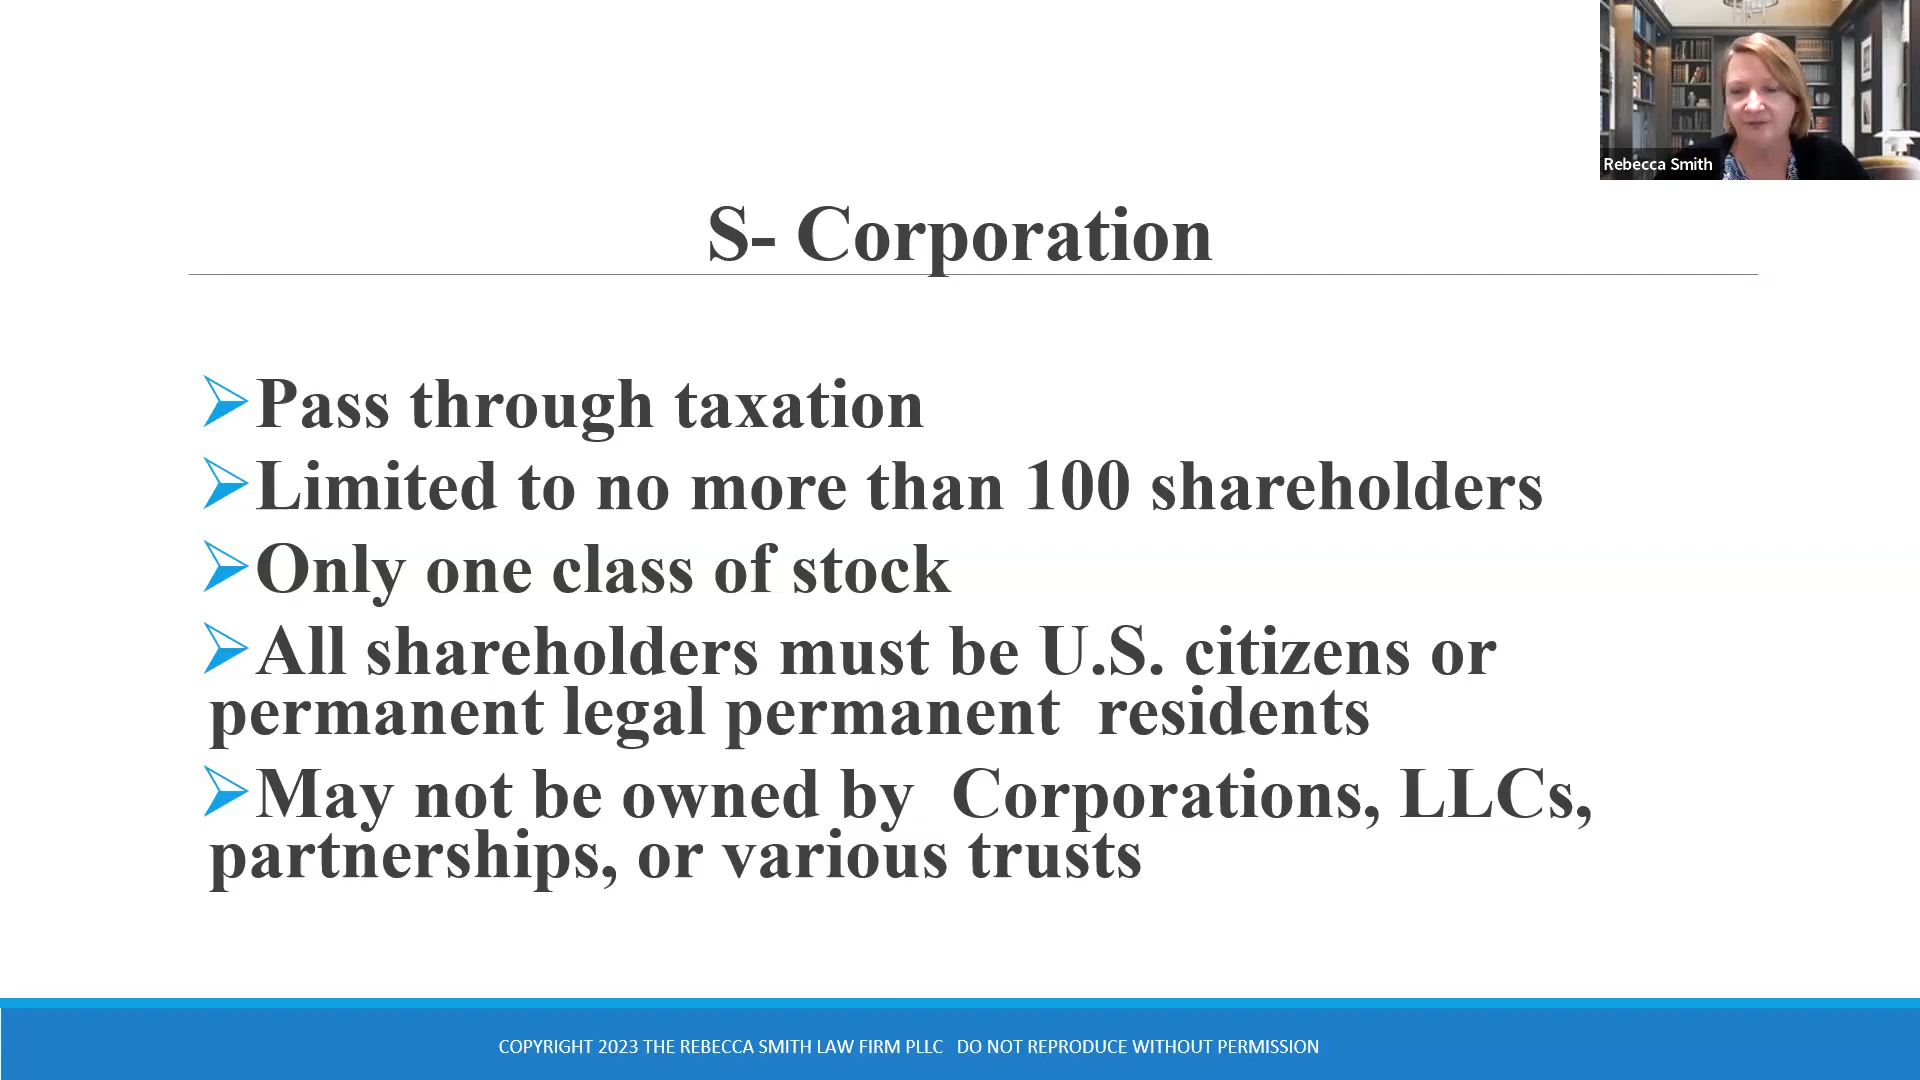 Rebecca Smith
S- Corporation
Pass through taxation
Limited to no more than 100 shareholders
Only one class of stock
All shareholders must be U.S. citizens or
permanent legal permanent  residents
May not be owned by  Corporations, LLCs,
partnerships, or various trusts
COPYRIGHT 2023 THE REBECCA SMITH LAW FIRM PLLC   DO NOT REPRODUCE WITHOUT PERMISSION